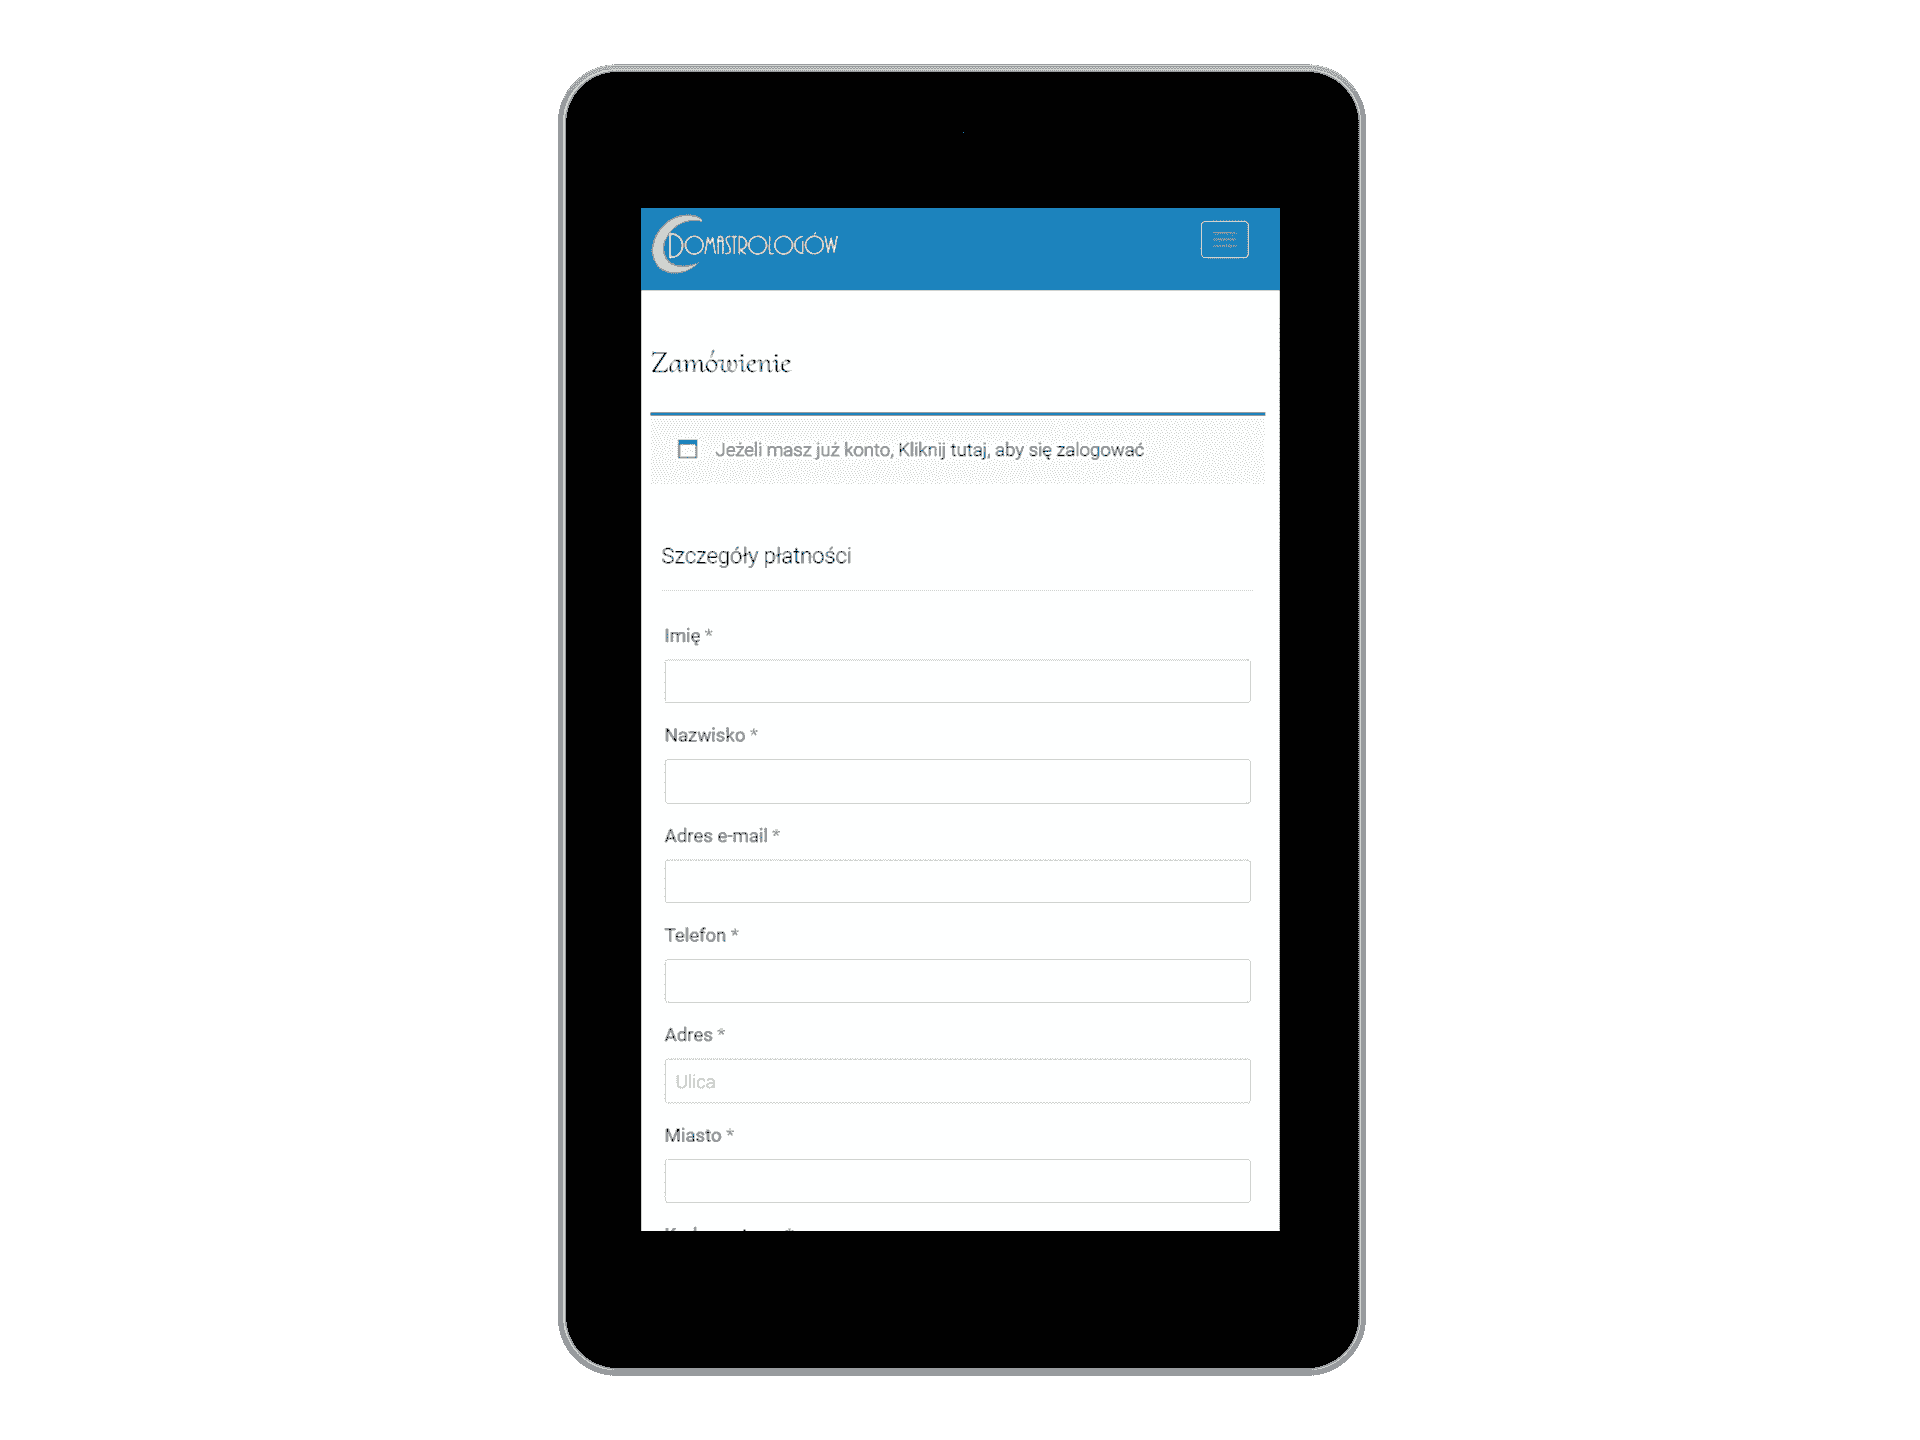 DOMASTROLOGÓW
Zamówienie
Jeżeli masz już konto, Kliknij tutaj, aby się zalogować
Szczegóły płatności
Imię *
Nazwisko *
Adres e-mail *
Telefon *
Adres *
Ulica
Miasto *